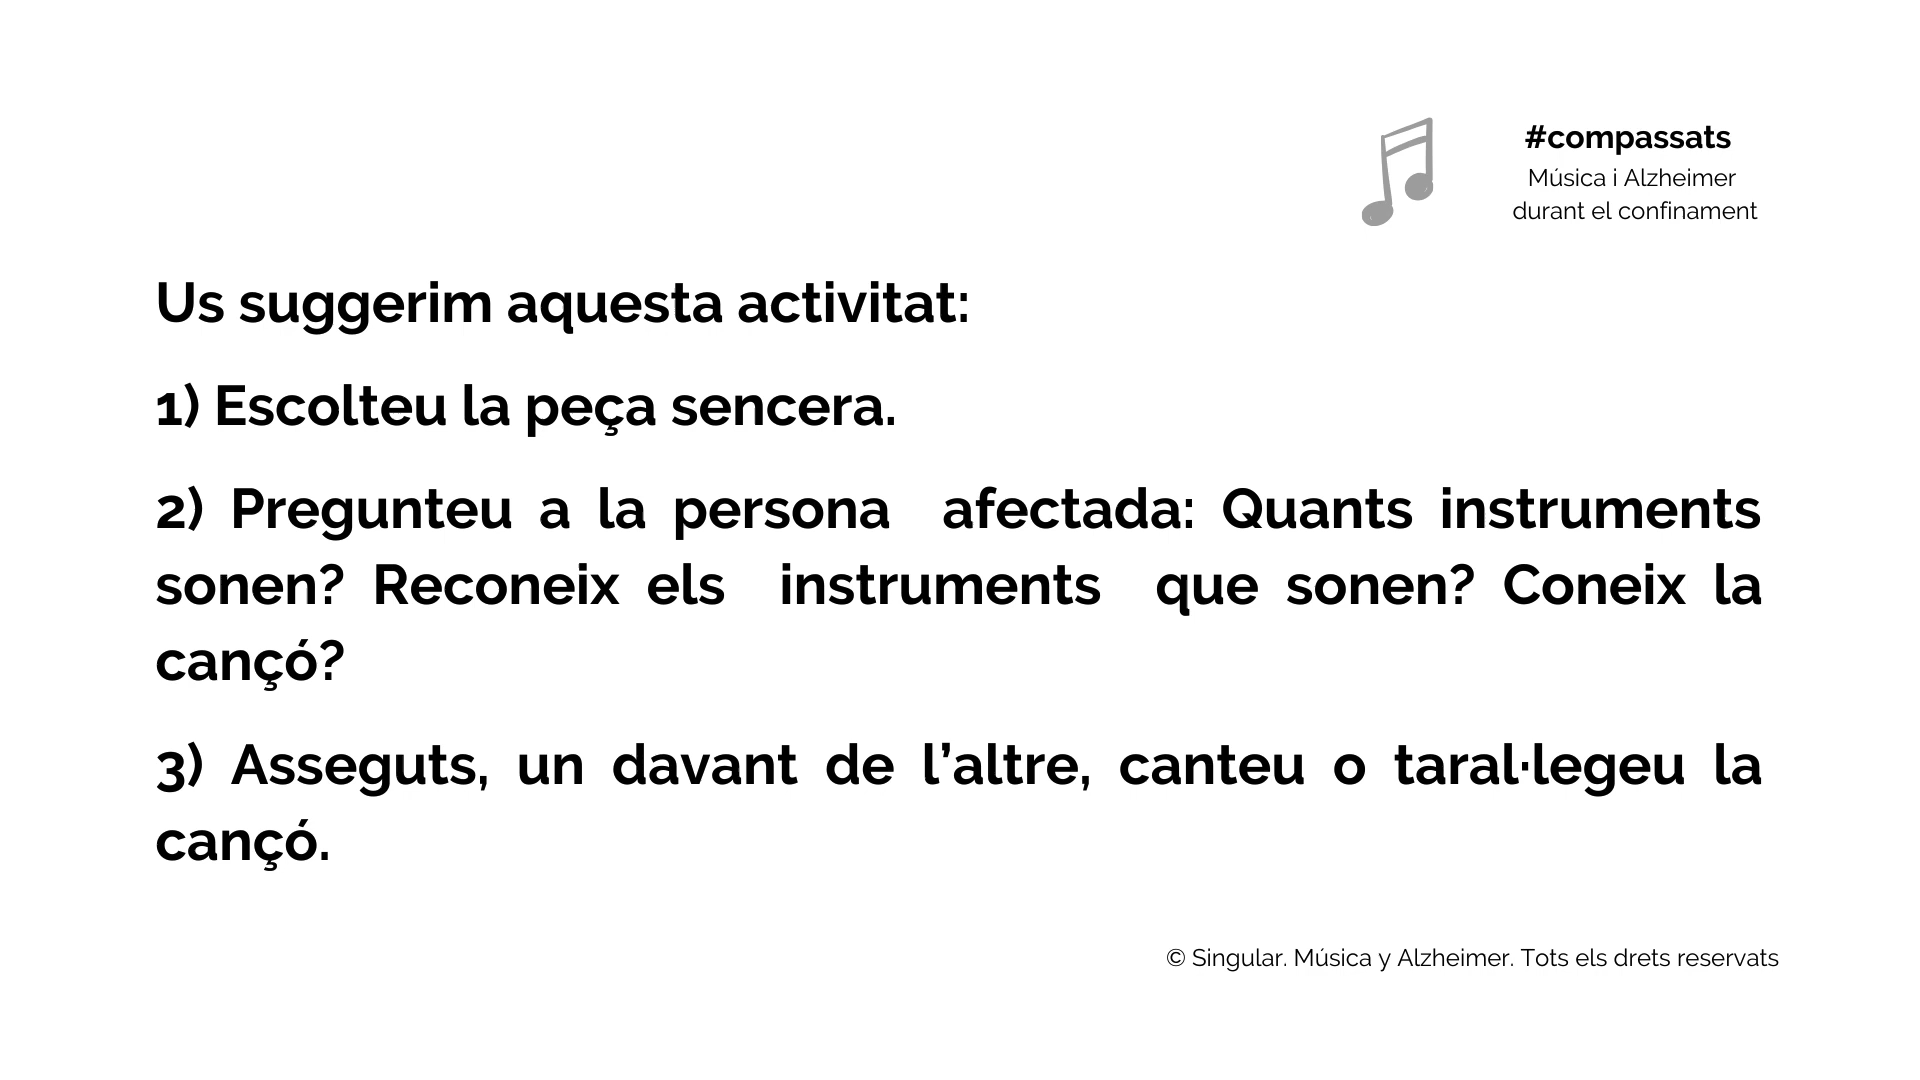 #compassats
Música i Alzheimer
durant el confinament
Us suggerim aquesta activitat:
1) Escolteu la peça sencera.
2) Pregunteu a la persona afectada: Quants instruments
sonen? Reconeix els instruments que sonen? Coneix la
cançó?
3) Asseguts, un davant de l’altre, canteu o taral·legeu la
cançó.
© Singular. Música y Alzheimer. Tots els drets reservats